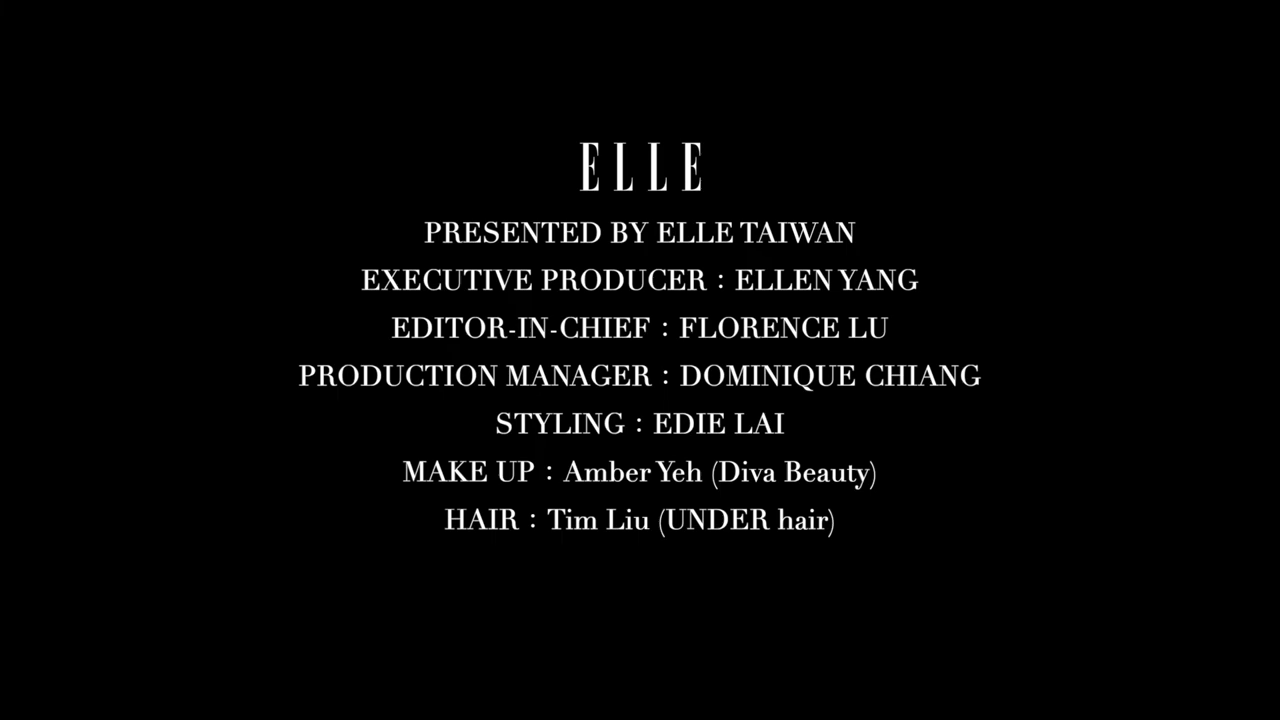 ELLE
PRESENTED BY ELLE TAIWAN
EXECUTIVE PRODUCER：ELLEN YANG
EDITOR-IN-CHIEF：FLORENCE LU
PRODUCTION MANAGER：DOMINIQUE CHIANG
STYLING：EDIE LAI
MAKE UP：Amber Yeh (Diva Beauty)
HAIR：Tim Liu (UNDER hair)